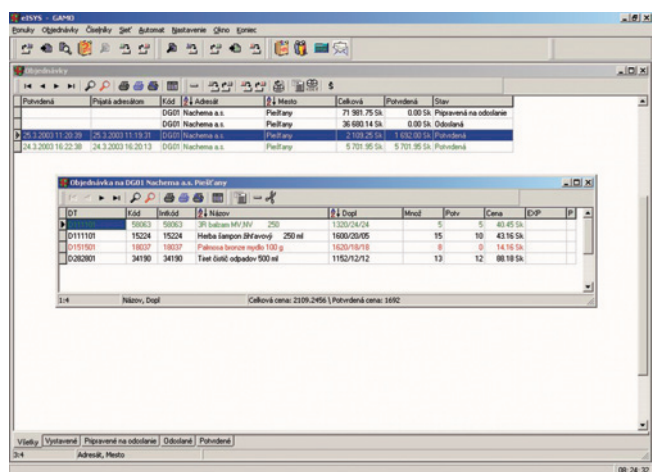 eISYS - GAMO
Ponuky Objednávky Číselníky Sieť Automat Nastavenie Okno Koniec
Objednávky
Potvrdená Prijatá adresátom Kód Adresát Mesto Celková Potvrdená Stav
DG01 Nachema a.s. Piešťany 71 981.75 Sk 0.00 Sk Pripravená na odoslanie
DG01 Nachema a.s. Piešťany 36 680.14 Sk 0.00 Sk Odoslaná
25.3.2003 11:20:39 25.3.2003 11:19:31 DG01 Nachema a.s. Piešťany 2 109.25 Sk 1 692.00 Sk Potvrdená
24.3.2003 16:22:38 24.3.2003 16:20:13 DG01 Nachema a.s. Piešťany 5 701.95 Sk 5 701.95 Sk Potvrdená
Objednávka na DG01 Nachema a.s. Piešťany
DT Kód Intkód Názov Dopl Množ Potv Cena EXP P
58063 58063 3R balzam MV,NV 250 1320/24/24 5 5 40.45 Sk
D111101 15224 15224 Herba šampon žihľavový 250 ml 1600/20/05 15 10 43.16 Sk
D151501 18037 18037 Palmosa bronze mydlo 100 g 1620/18/18 8 0 14.16 Sk
D282801 34190 34190 Tiret čistič odpadov 500 ml 1152/12/12 13 12 88.18 Sk
1:4 Názov, Dopl Celková cena: 2109.2456 \ Potvrdená cena: 1692
Všetky Vystavené Pripravené na odoslanie Odoslané Potvrdené
3:4 Adresát, Mesto
08:24:32